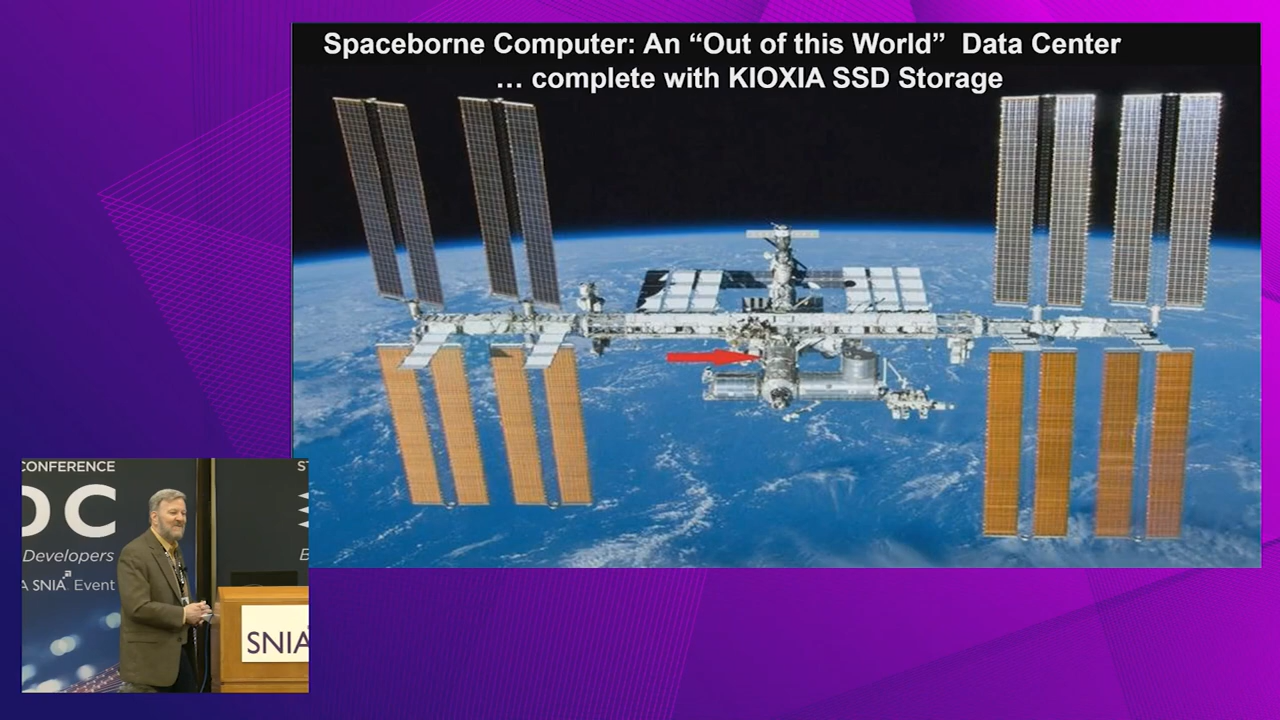 Spaceborne Computer: An “Out of this World” Data Center
… complete with KIOXIA SSD Storage
CONFERENCE
DC
Developers
A SNIA Event
SNIA